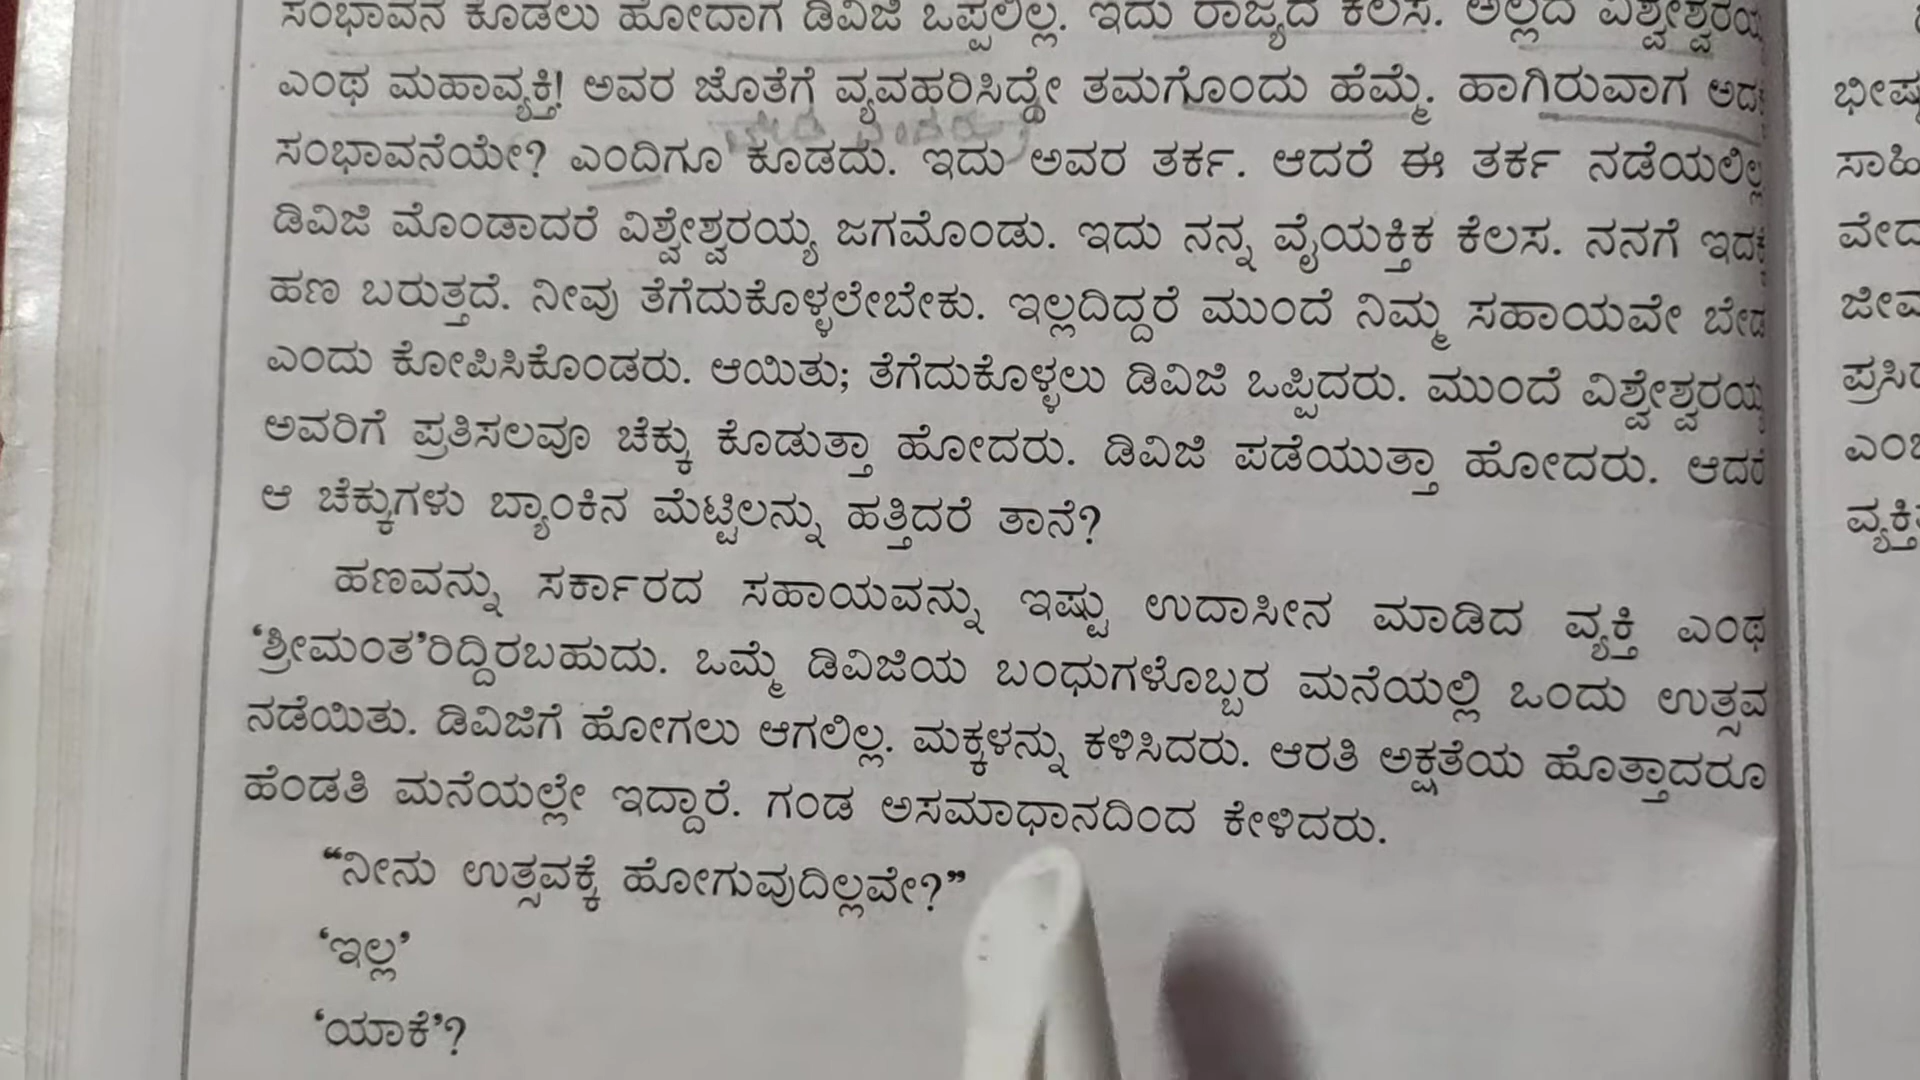 ಸಂಭಾವನೆ ಕೊಡಲು ಹೋದಾಗ ಡಿವಿಜಿ ಒಪ್ಪಲಿಲ್ಲ. ಇದು ರಾಜ್ಯದ ಕೆಲಸ. ಅಲ್ಲದೆ
ಎಂಥ ಮಹಾವ್ಯಕ್ತಿ! ಅವರ ಜೊತೆಗೆ ವ್ಯವಹರಿಸಿದ್ದೇ ತಮಗೊಂದು ಹೆಮ್ಮೆ. ಹಾಗಿರುವಾಗ
ಸಂಭಾವನೆಯೇ? ಎಂದಿಗೂ ಕೂಡದು. ಇದು ಅವರ ತರ್ಕ. ಆದರೆ ಈ ತರ್ಕ ನಡೆಯಲಿಲ್ಲ
ಡಿವಿಜಿ ಮೊಂಡಾದರೆ ವಿಶ್ವೇಶ್ವರಯ್ಯ ಜಗಮೊಂಡು. ಇದು ನನ್ನ ವೈಯಕ್ತಿಕ ಕೆಲಸ. ನನಗೆ
ಹಣ ಬರುತ್ತದೆ. ನೀವು ತೆಗೆದುಕೊಳ್ಳಲೇಬೇಕು. ಇಲ್ಲದಿದ್ದರೆ ಮುಂದೆ ನಿಮ್ಮ ಸಹಾಯವೇ ಬೇಡ
ಎಂದು ಕೋಪಿಸಿಕೊಂಡರು. ಆಯಿತು; ತೆಗೆದುಕೊಳ್ಳಲು ಡಿವಿಜಿ ಒಪ್ಪಿದರು. ಮುಂದೆ ವಿಶ್ವೇಶ್ವರಯ್ಯ
ಅವರಿಗೆ ಪ್ರತಿಸಲವೂ ಚೆಕ್ಕು ಕೊಡುತ್ತಾ ಹೋದರು. ಡಿವಿಜಿ ಪಡೆಯುತ್ತಾ ಹೋದರು. ಆದರೆ
ಆ ಚೆಕ್ಕುಗಳು ಬ್ಯಾಂಕಿನ ಮೆಟ್ಟಿಲನ್ನು ಹತ್ತಿದರೆ ತಾನೆ?
ಹಣವನ್ನು ಸರ್ಕಾರದ ಸಹಾಯವನ್ನು ಇಷ್ಟು ಉದಾಸೀನ ಮಾಡಿದ ವ್ಯಕ್ತಿ ಎಂಥ
‘ಶ್ರೀಮಂತ’ರಿದ್ದಿರಬಹುದು. ಒಮ್ಮೆ ಡಿವಿಜಿಯ ಬಂಧುಗಳೊಬ್ಬರ ಮನೆಯಲ್ಲಿ ಒಂದು ಉತ್ಸವ
ನಡೆಯಿತು. ಡಿವಿಜಿಗೆ ಹೋಗಲು ಆಗಲಿಲ್ಲ. ಮಕ್ಕಳನ್ನು ಕಳಿಸಿದರು. ಆರತಿ ಅಕ್ಷತೆಯ ಹೊತ್ತಾದರೂ
ಹೆಂಡತಿ ಮನೆಯಲ್ಲೇ ಇದ್ದಾರೆ. ಗಂಡ ಅಸಮಾಧಾನದಿಂದ ಕೇಳಿದರು.
“ನೀನು ಉತ್ಸವಕ್ಕೆ ಹೋಗುವುದಿಲ್ಲವೇ?”
‘ಇಲ್ಲ’
‘ಯಾಕೆ’?